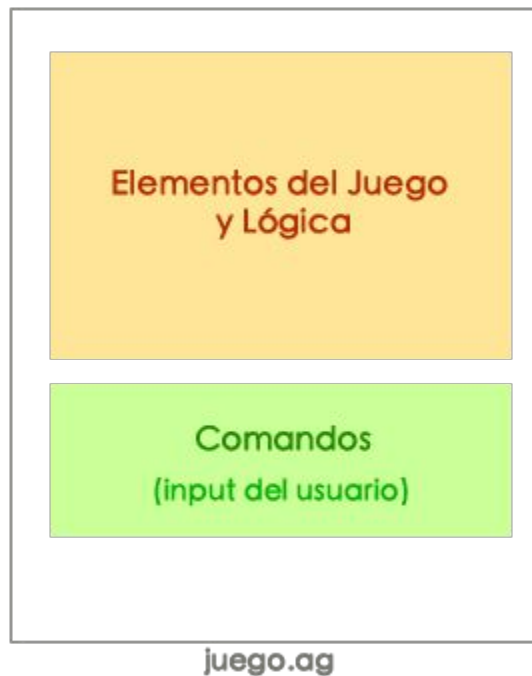 Elementos del Juego
y Lógica
Comandos
(input del usuario)
juego.ag